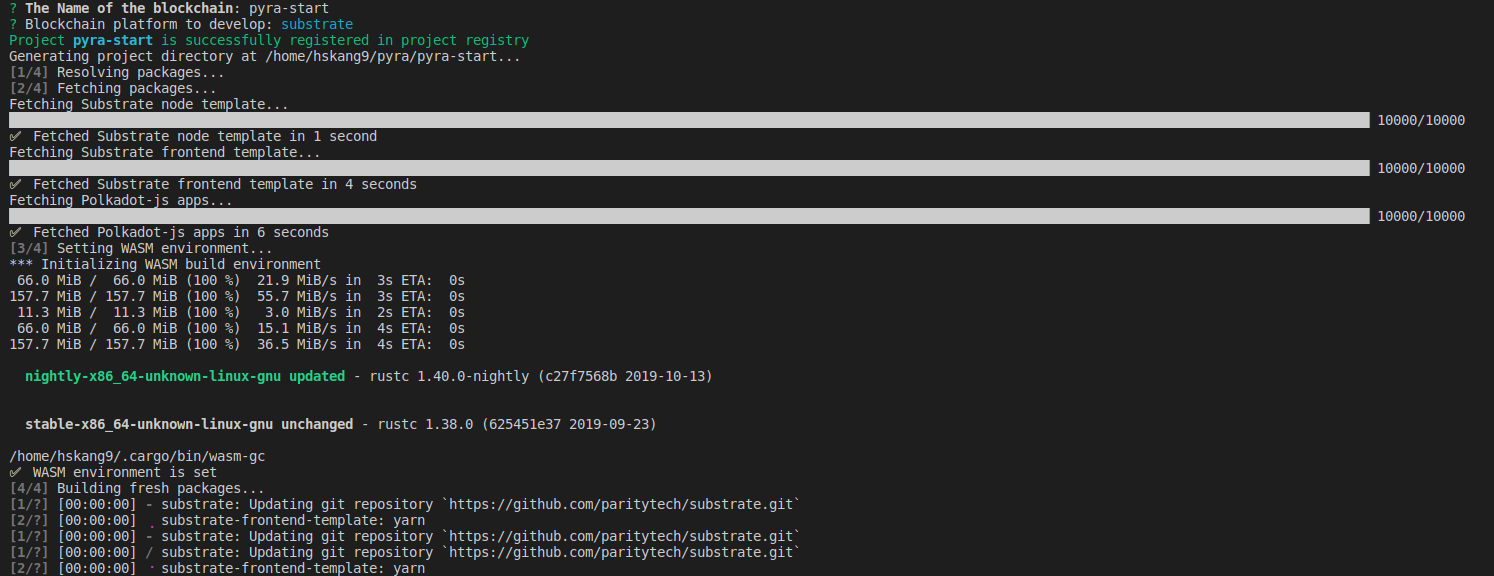 ? The Name of the blockchain: pyra-start
? Blockchain platform to develop: substrate
Project pyra-start is successfully registered in project registry
Generating project directory at /home/hskang9/pyra/pyra-start...
[1/4] Resolving packages...
[2/4] Fetching packages...
Fetching Substrate node template...
10000/10000
✅ Fetched Substrate node template in 1 second
Fetching Substrate frontend template...
10000/10000
✅ Fetched Substrate frontend template in 4 seconds
Fetching Polkadot-js apps...
10000/10000
✅ Fetched Polkadot-js apps in 6 seconds
[3/4] Setting WASM environment...
*** Initializing WASM build environment
66.0 MiB / 66.0 MiB (100 %) 21.9 MiB/s in 3s ETA: 0s
157.7 MiB / 157.7 MiB (100 %) 55.7 MiB/s in 3s ETA: 0s
11.3 MiB / 11.3 MiB (100 %) 3.0 MiB/s in 2s ETA: 0s
66.0 MiB / 66.0 MiB (100 %) 15.1 MiB/s in 4s ETA: 0s
157.7 MiB / 157.7 MiB (100 %) 36.5 MiB/s in 4s ETA: 0s
nightly-x86_64-unknown-linux-gnu updated - rustc 1.40.0-nightly (c27f7568b 2019-10-13)
stable-x86_64-unknown-linux-gnu unchanged - rustc 1.38.0 (625451e37 2019-09-23)
/home/hskang9/.cargo/bin/wasm-gc
✅ WASM environment is set
[4/4] Building fresh packages...
[1/?] [00:00:00] - substrate: Updating git repository `https://github.com/paritytech/substrate.git`
[2/?] [00:00:00] . substrate-frontend-template: yarn
[1/?] [00:00:00] - substrate: Updating git repository `https://github.com/paritytech/substrate.git`
[1/?] [00:00:00] / substrate: Updating git repository `https://github.com/paritytech/substrate.git`
[2/?] [00:00:00] · substrate-frontend-template: yarn